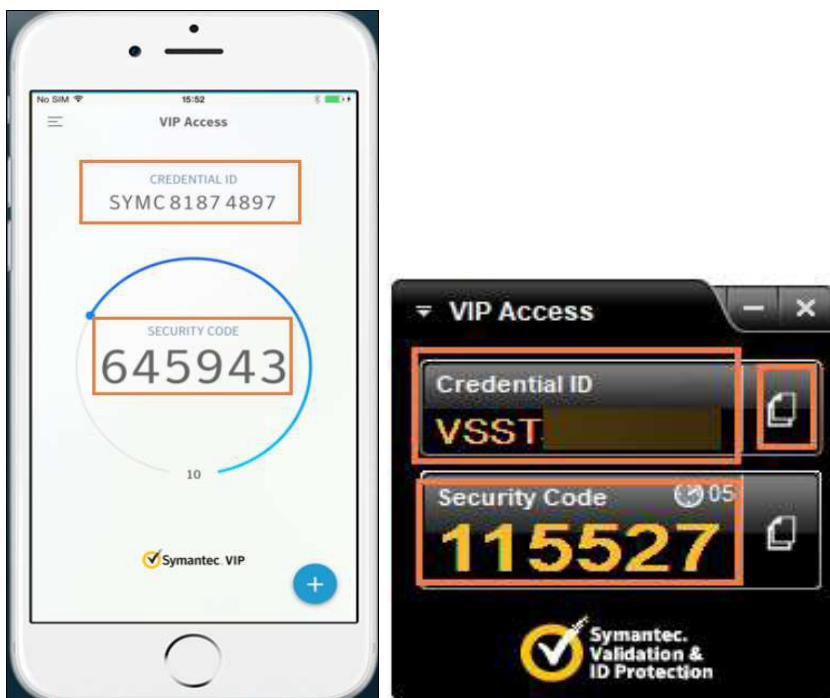 No SIM
15:52
VIP Access
CREDENTIAL ID
SYMC 8187 4897
SECURITY CODE
645943
10
Symantec. VIP
+
VIP Access
Credential ID
VSST
Security Code 05
115527
Symantec.
Validation &
ID Protection